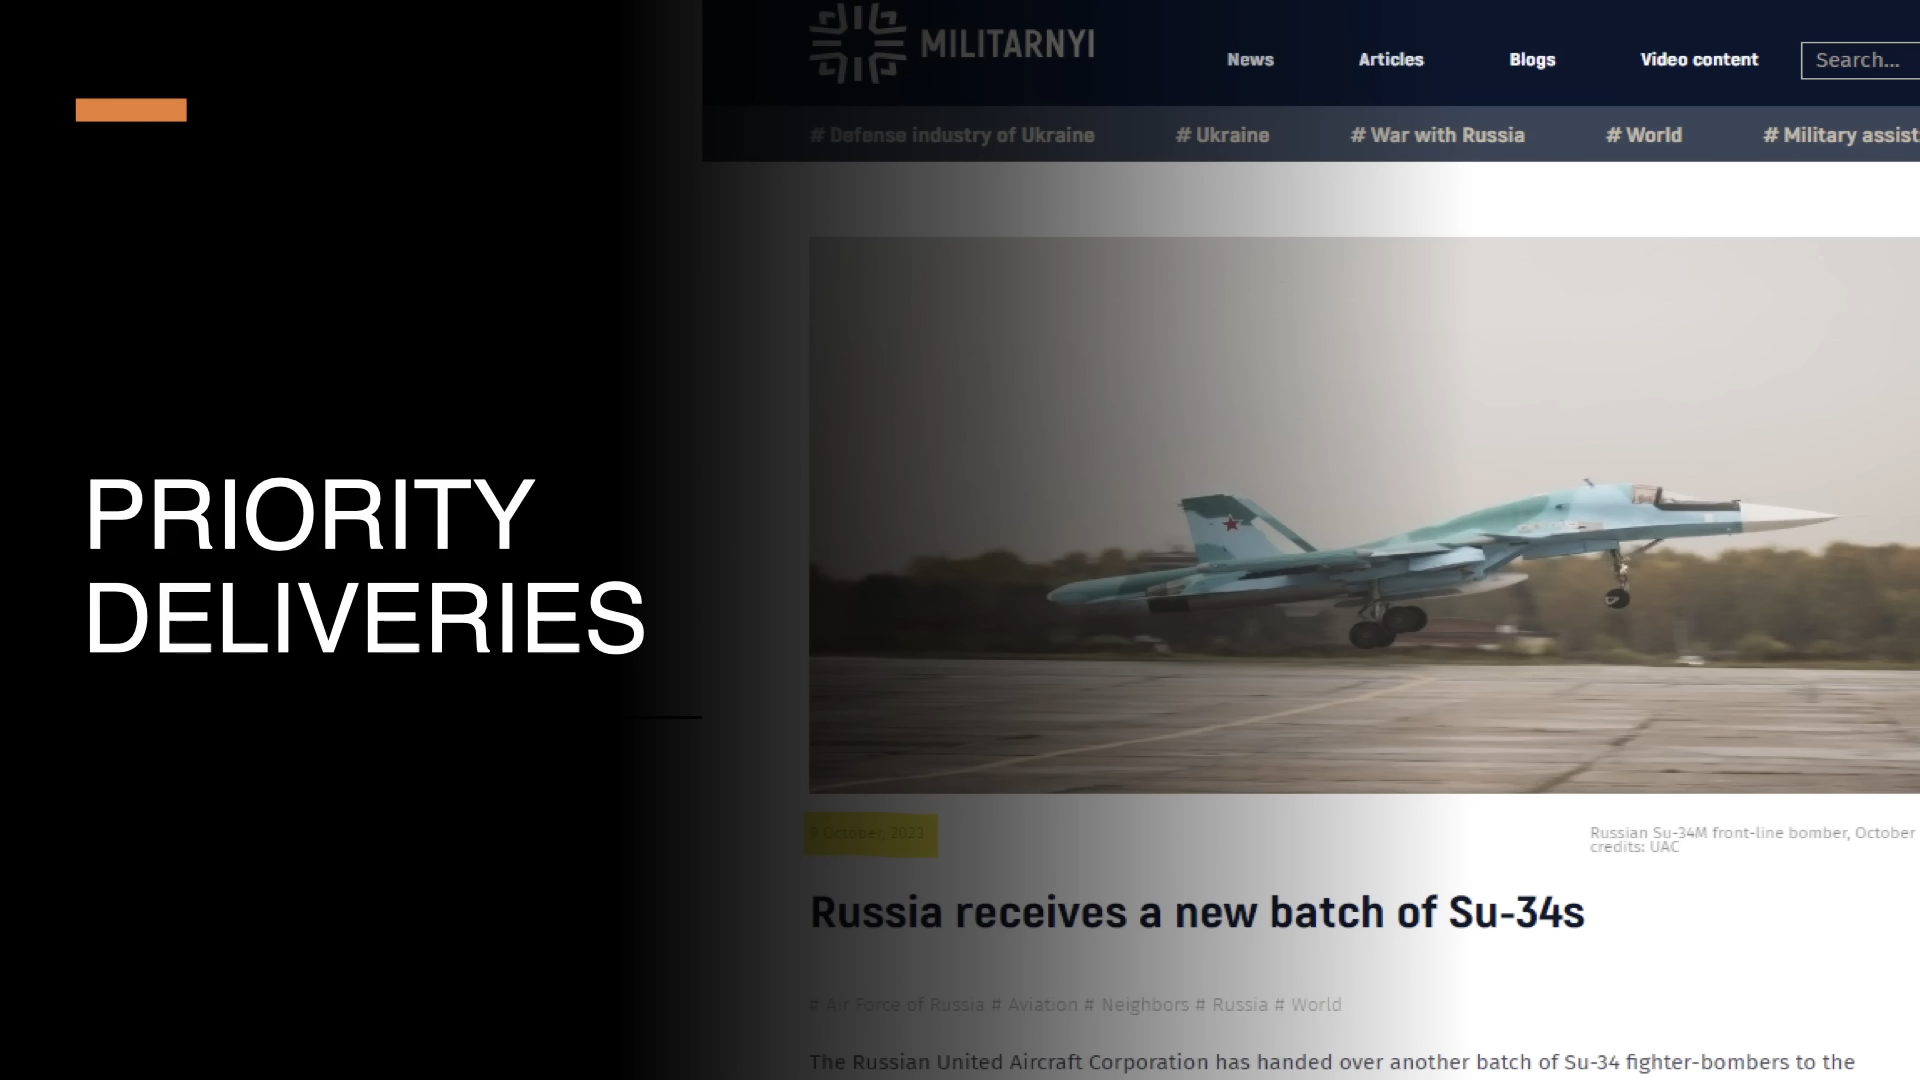 MILITARNYI
News Articles Blogs Video content Search...
# Defense industry of Ukraine # Ukraine # War with Russia # World # Military assist
PRIORITY
DELIVERIES
9 October, 2023
Russian Su-34M front-line bomber, October
credits: UAC
Russia receives a new batch of Su-34s
# Air Force of Russia # Aviation # Neighbors # Russia # World
The Russian United Aircraft Corporation has handed over another batch of Su-34 fighter-bombers to the